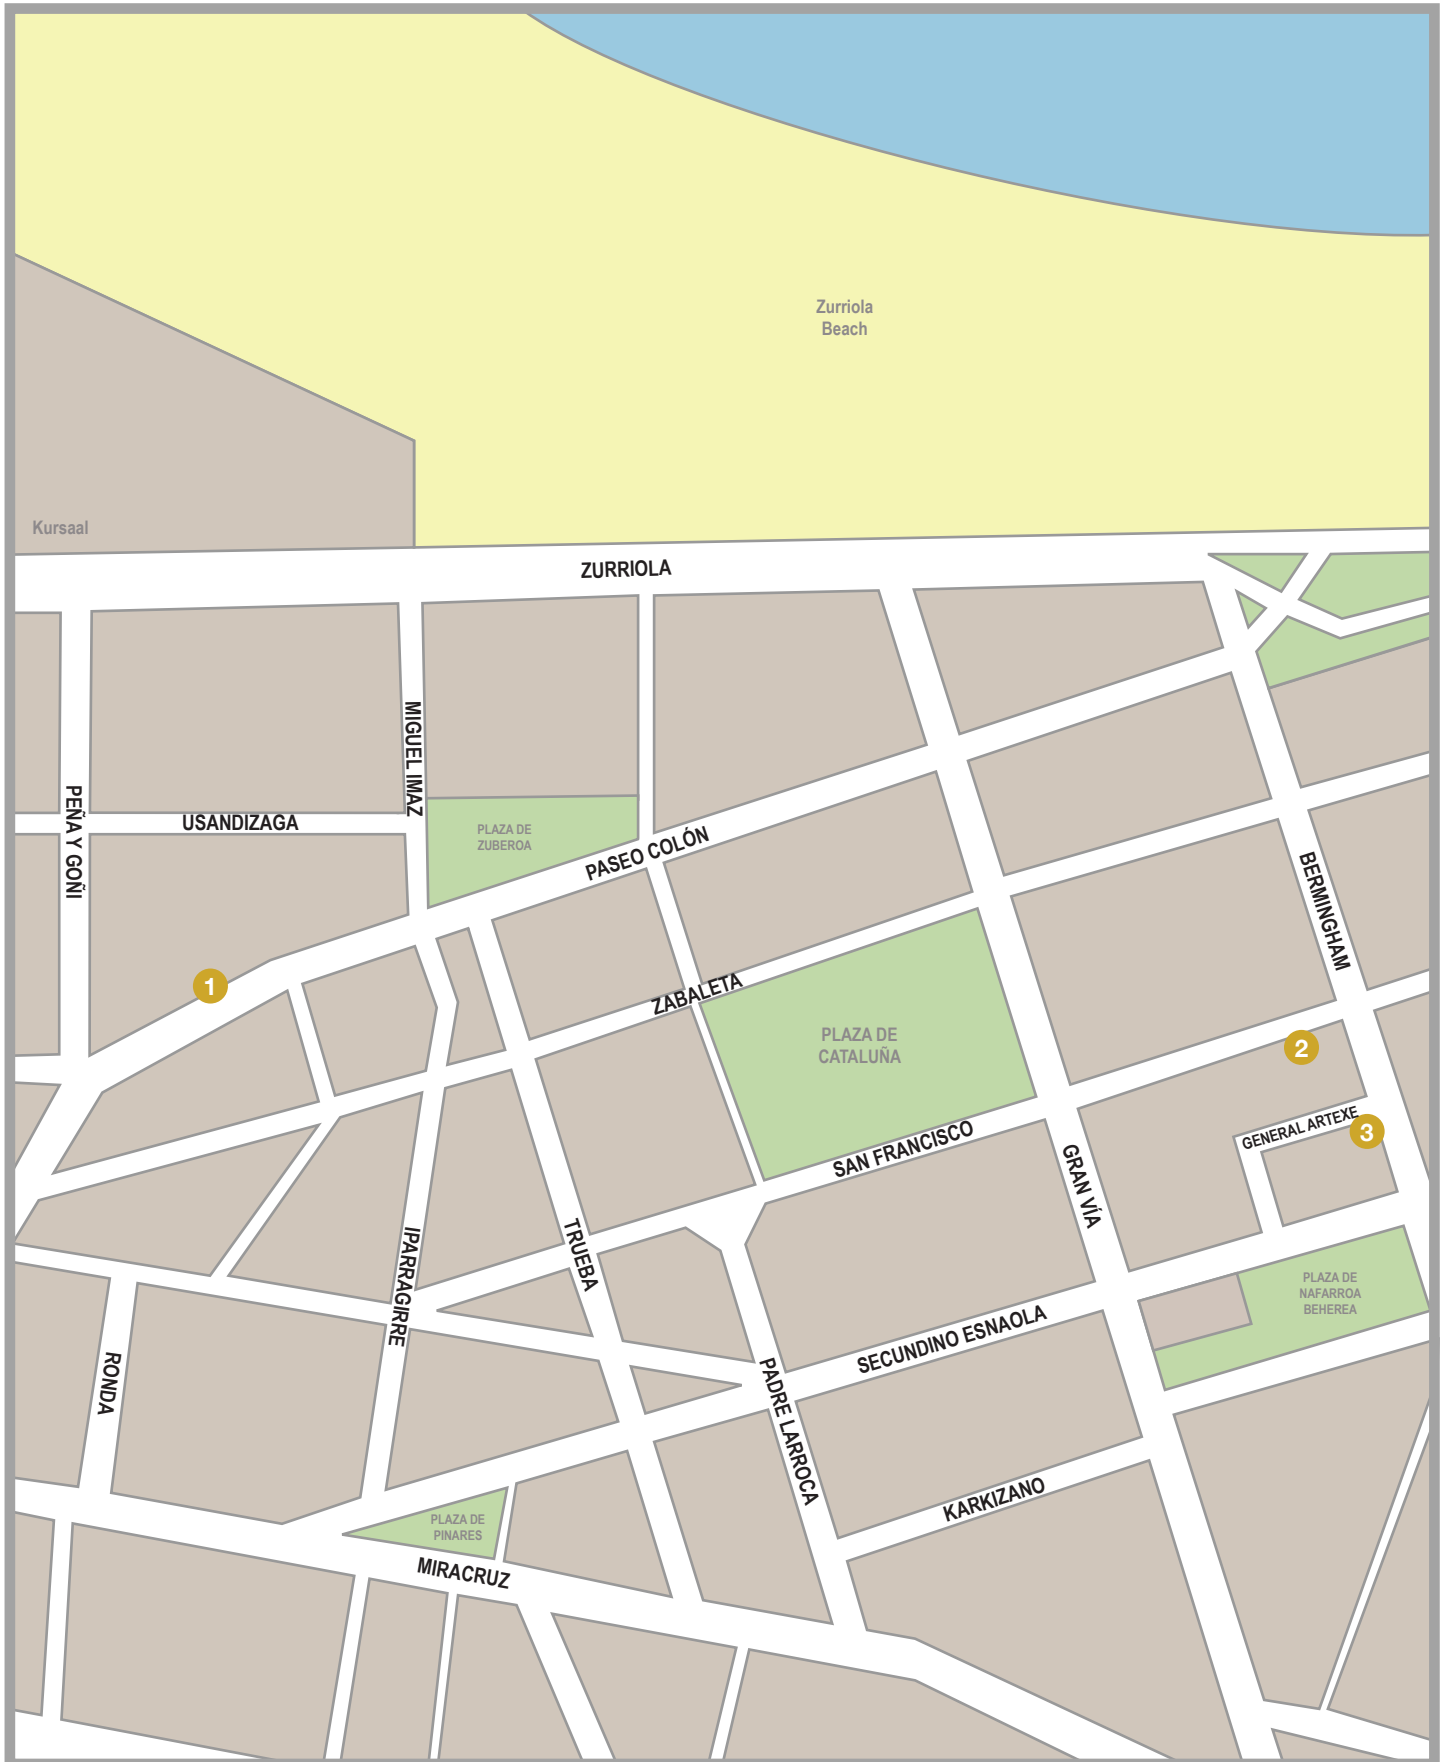 Zurriola
Beach
Kursaal
ZURRIOLA
MIGUEL IMAZ
PEÑA Y GOÑI
USANDIZAGA
PLAZA DE
ZUBEROA
PASEO COLÓN
BERMINGHAM
1
ZABALETA
PLAZA DE
CATALUÑA
2
GENERAL ARTEXE
3
SAN FRANCISCO
GRAN VÍA
TRUEBA
IPARRAGIRRE
PLAZA DE
NAFARROA
BEHEREA
SECUNDINO ESNAOLA
RONDA
PADRE LARROCA
KARKIZANO
PLAZA DE
PINARES
MIRACRUZ